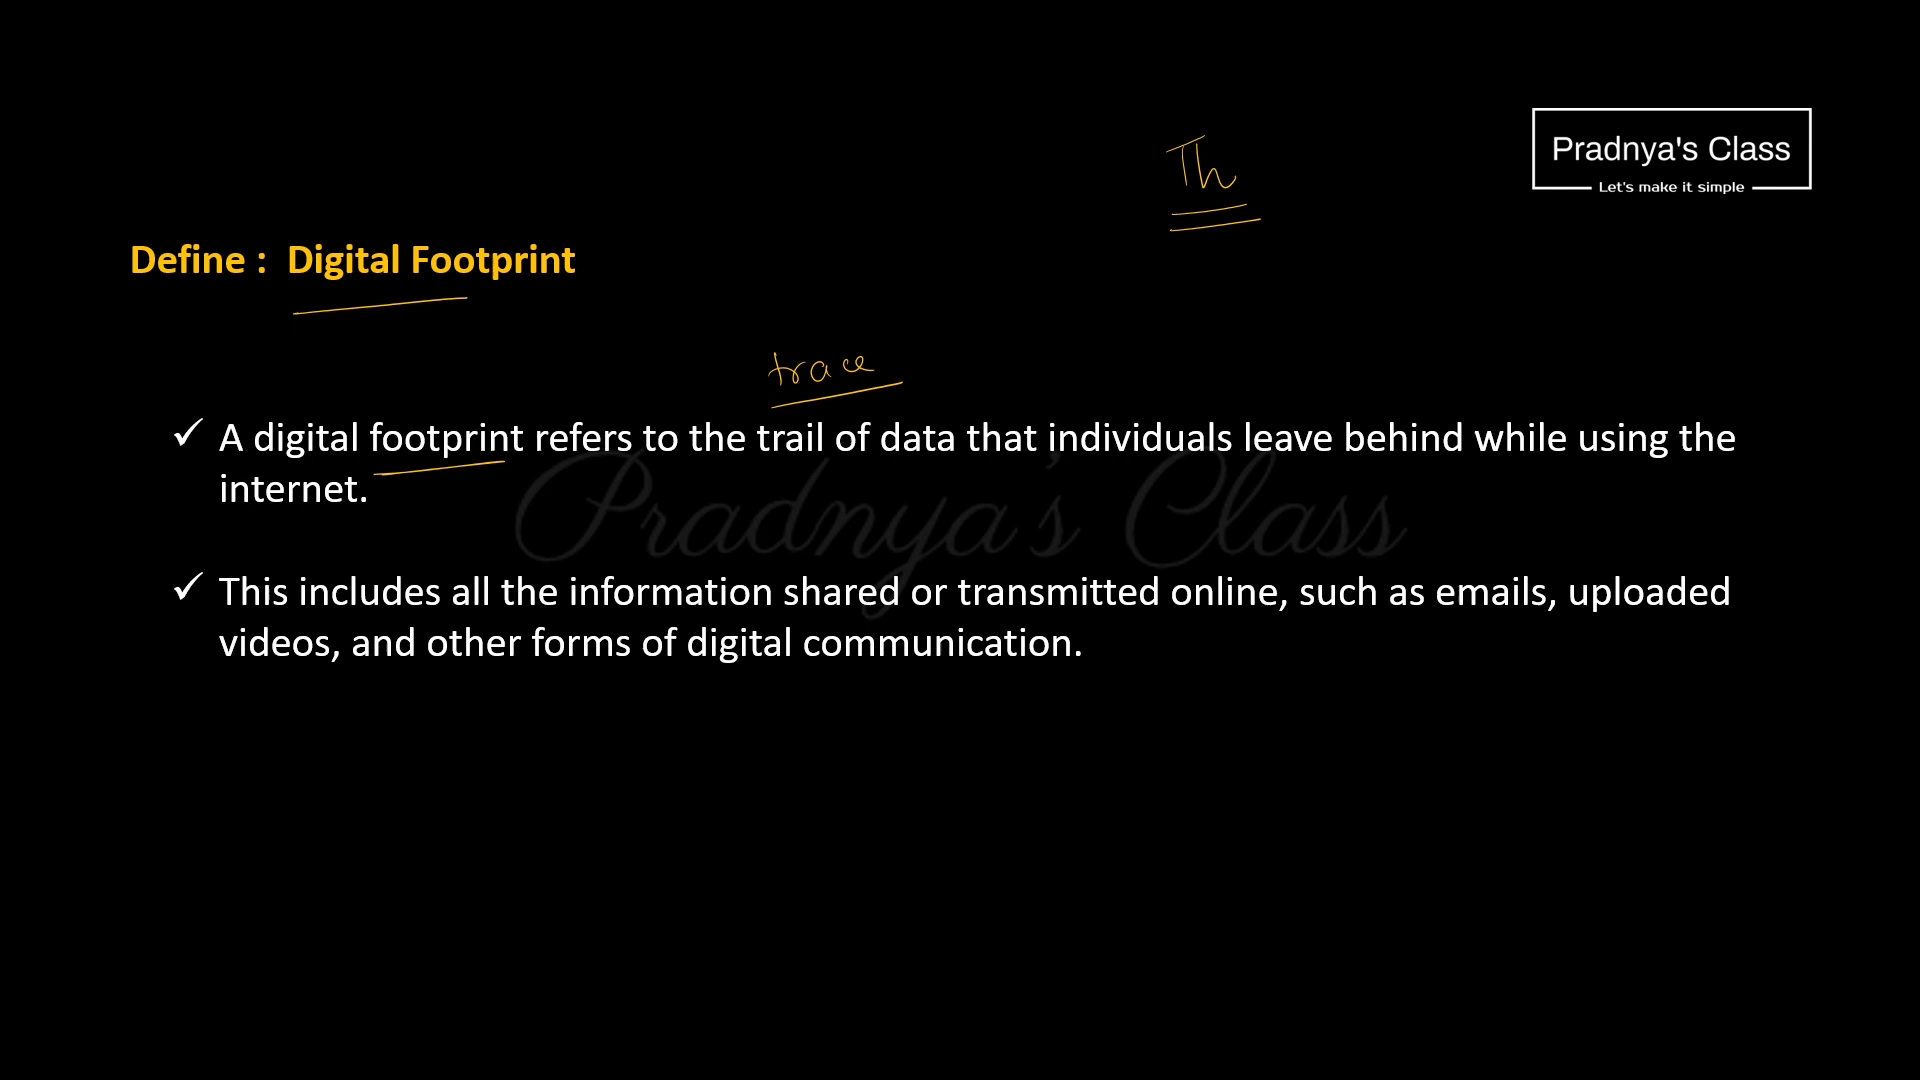 Th
Pradnya's Class
Let's make it simple
Define : Digital Footprint
trace
✓ A digital footprint refers to the trail of data that individuals leave behind while using the
internet.
Pradnya's Class
✓ This includes all the information shared or transmitted online, such as emails, uploaded
videos, and other forms of digital communication.